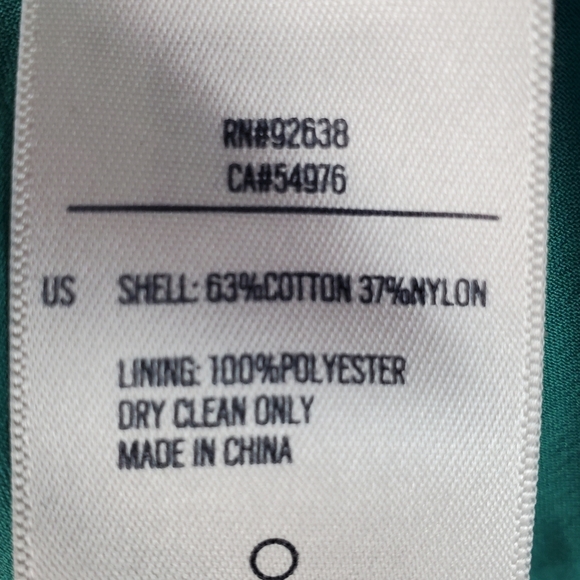 RN#92638
CA#54976
US SHELL: 63%COTTON 37%NYLON
LINING: 100%POLYESTER
DRY CLEAN ONLY
MADE IN CHINA